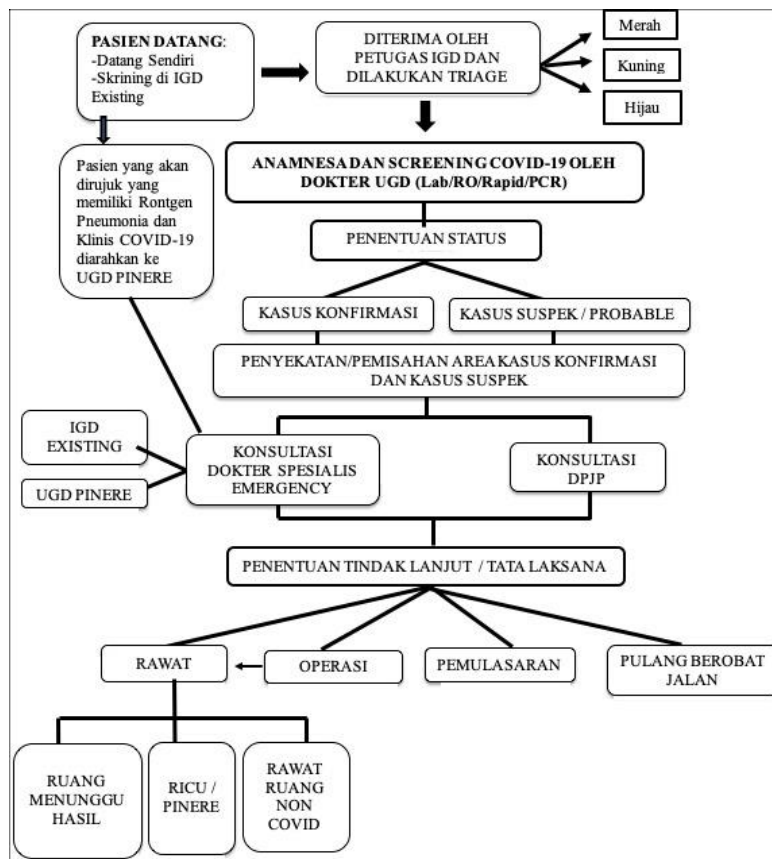 PASIEN DATANG:
-Datang Sendiri
-Skrining di IGD
Existing
DITERIMA OLEH
PETUGAS IGD DAN
DILAKUKAN TRIAGE
Merah
Kuning
Hijau
Pasien yang akan
dirujuk yang
memiliki Rontgen
Pneumonia dan
Klinis COVID-19
diarahkan ke
UGD PINERE
ANAMNESA DAN SCREENING COVID-19 OLEH
DOKTER UGD (Lab/RO/Rapid/PCR)
PENENTUAN STATUS
KASUS KONFIRMASI
KASUS SUSPEK / PROBABLE
PENYEKATAN/PEMISAHAN AREA KASUS KONFIRMASI
DAN KASUS SUSPEK
IGD
EXISTING
UGD PINERE
KONSULTASI
DOKTER SPESIALIS
EMERGENCY
KONSULTASI
DPJP
PENENTUAN TINDAK LANJUT / TATA LAKSANA
RAWAT
OPERASI
PEMULASARAN
PULANG BEROBAT
JALAN
RUANG
MENUNGGU
HASIL
RICU /
PINERE
RAWAT
RUANG
NON
COVID